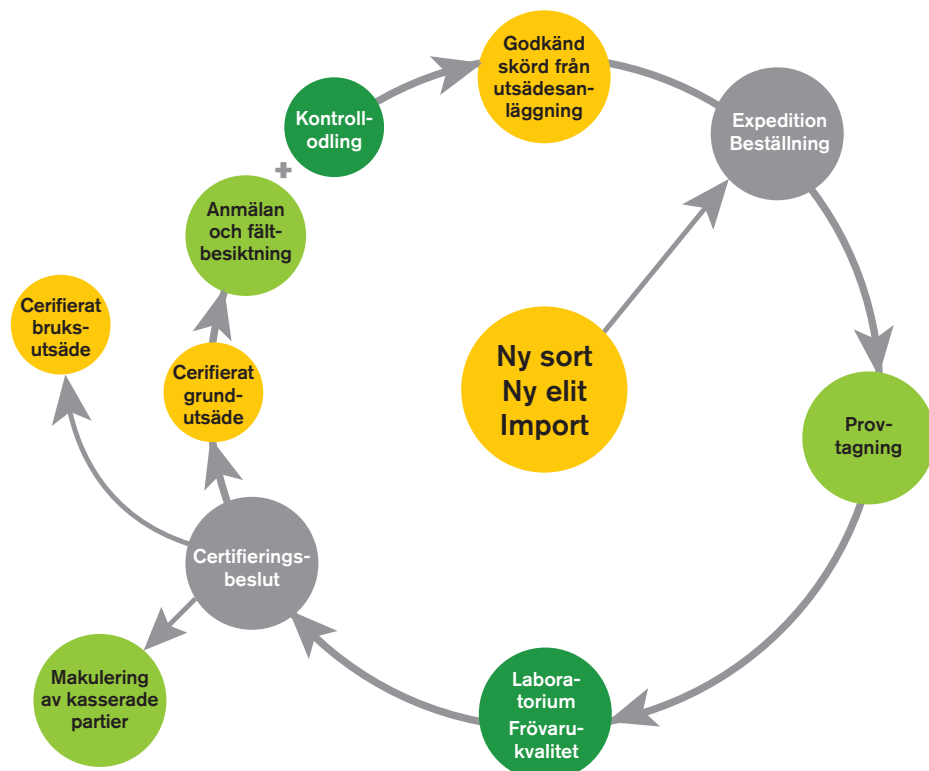 Godkänd
skörd från
utsädesan-
läggning
Kontroll-
odling
Expedition
Beställning
+
Anmälan
och fält-
besiktning
Cerifierat
bruks-
utsäde
Cerifierat
grund-
utsäde
Ny sort
Ny elit
Import
Prov-
tagning
Certifierings-
beslut
Makulering
av kasserade
partier
Labora-
torium
Frövaru-
kvalitet